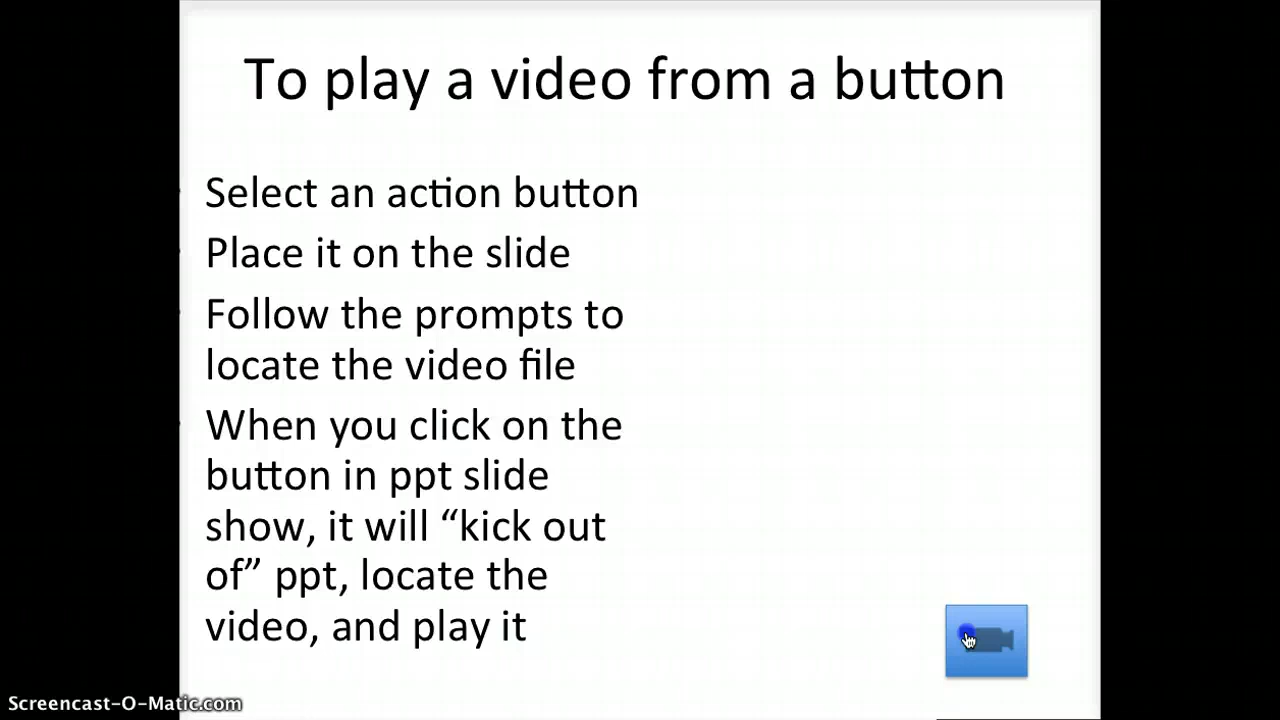 To play a video from a button
Select an action button
Place it on the slide
Follow the prompts to
locate the video file
When you click on the
button in ppt slide
show, it will “kick out
of” ppt, locate the
video, and play it
Screencast-O-Matic.com